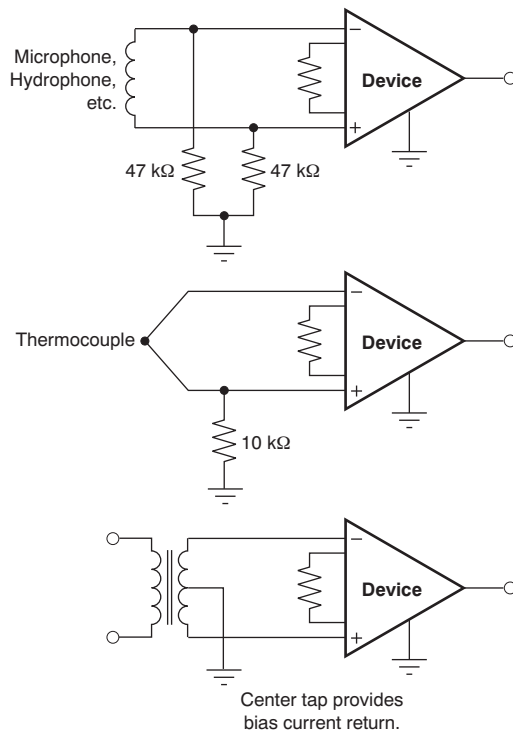 Microphone,
Hydrophone,
etc.
−
Device
+
47 kΩ
47 kΩ
Thermocouple
−
Device
+
10 kΩ
−
Device
+
Center tap provides
bias current return.